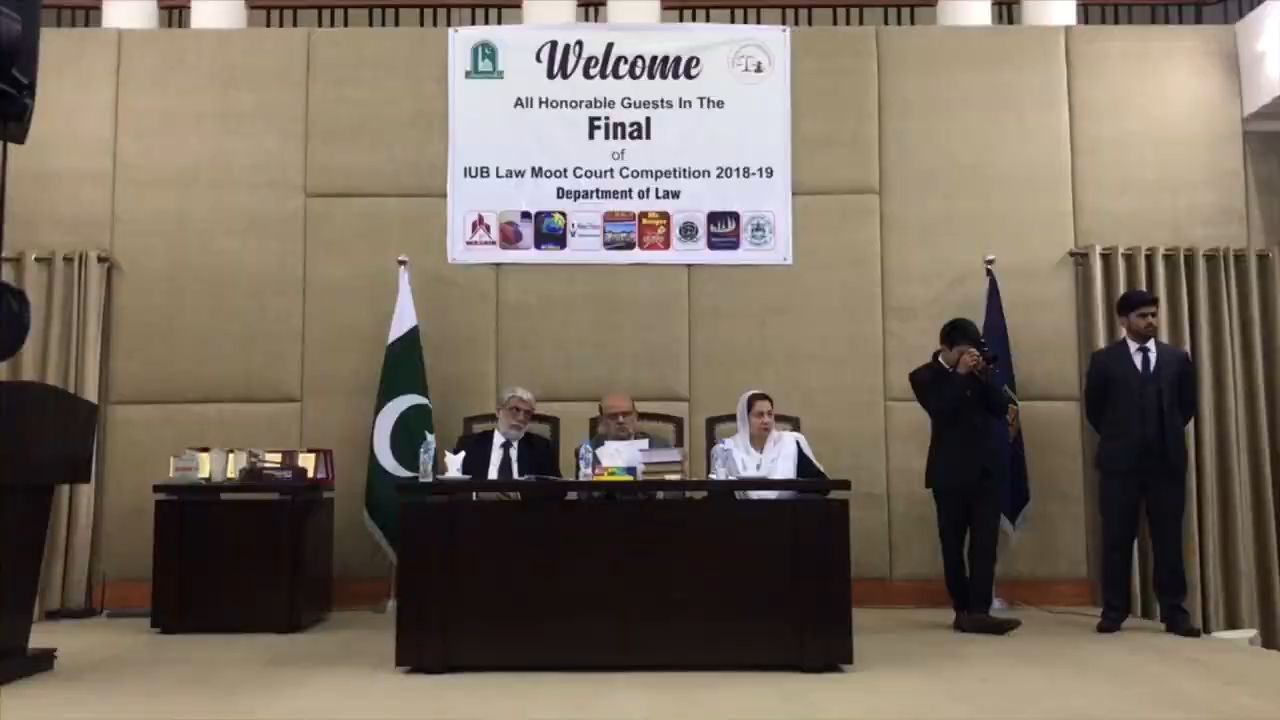 Welcome
All Honorable Guests In The
Final
of
IUB Law Moot Court Competition 2018-19
Department of Law